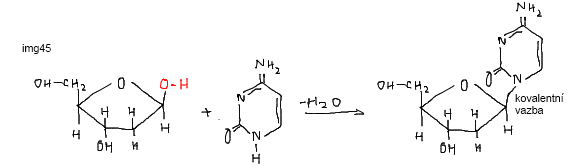 img45
OH-CH2 O O-H H H H OH
+
NH2 N O N H
-H2O
OH-CH2 O H H H OH
NH2 N O N
kovalentní
vazba